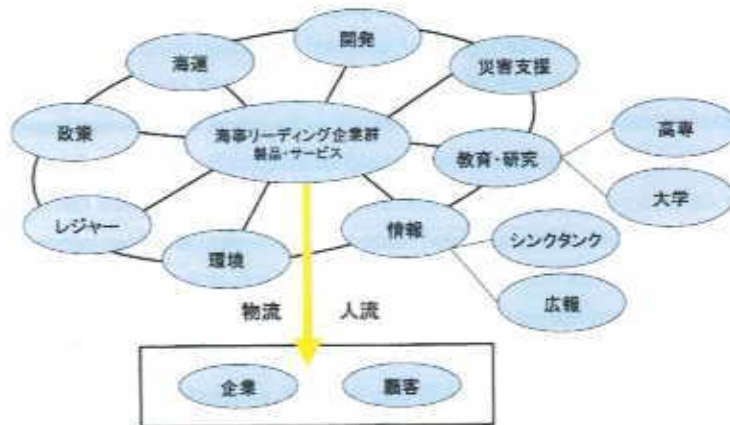 開発
海運
災害支援
政策
海事リーディング企業群
製品・サービス
高専
教育・研究
大学
レジャー
情報
シンクタンク
環境
広報
物流
人流
企業
顧客